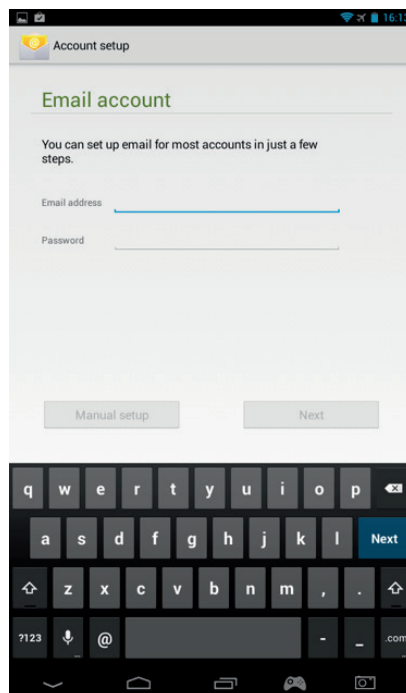 16:13
Account setup
Email account
You can set up email for most accounts in just a few
steps.
Email address
Password
Manual setup
Next
q w e r t y u i o p
a s d f g h j k l Next
z x c v b n m , .
?123 @ - _ .com